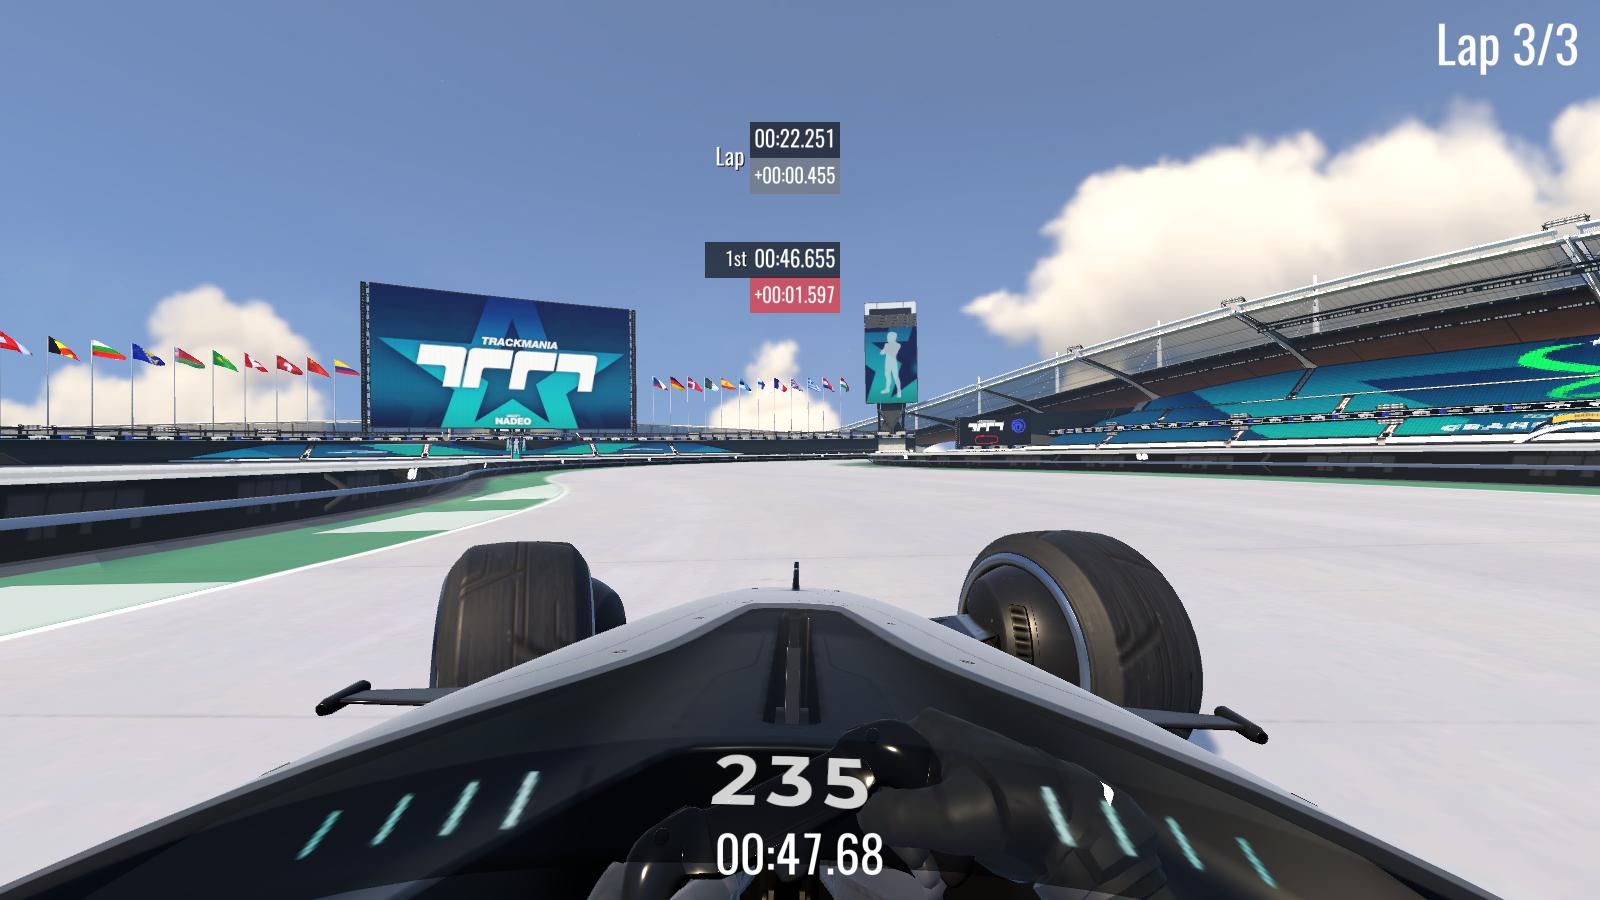 Lap 3/3
00:22.251
Lap
+00:00.455
1st 00:46.655
+00:01.597
TRACKMANIA
NADEO
235
00:47.68